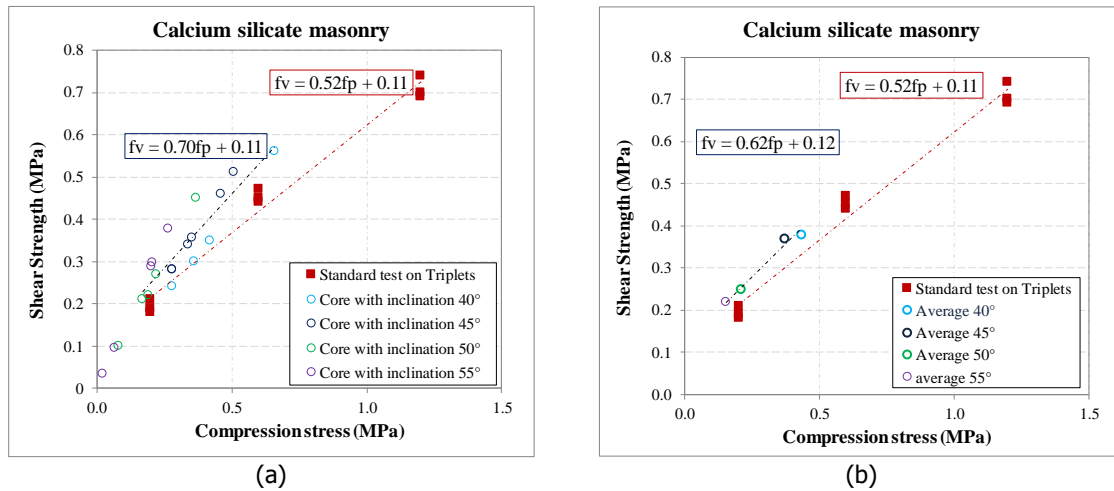 Calcium silicate masonry
0.8
0.7
0.6
0.5
0.4
0.3
0.2
0.1
0
Shear Strength (MPa)
fv = 0.52fp + 0.11
fv = 0.70fp + 0.11
Standard test on Triplets
Core with inclination 40°
Core with inclination 45°
Core with inclination 50°
Core with inclination 55°
0.0 0.5 1.0 1.5
Compression stress (MPa)
(a)
Calcium silicate masonry
0.8
0.7
0.6
0.5
0.4
0.3
0.2
0.1
0.0
Shear Strength (MPa)
fv = 0.52fp + 0.11
fv = 0.62fp + 0.12
Standard test on Triplets
Average 40°
Average 45°
Average 50°
average 55°
0.0 0.5 1.0 1.5
Compression stress (MPa)
(b)